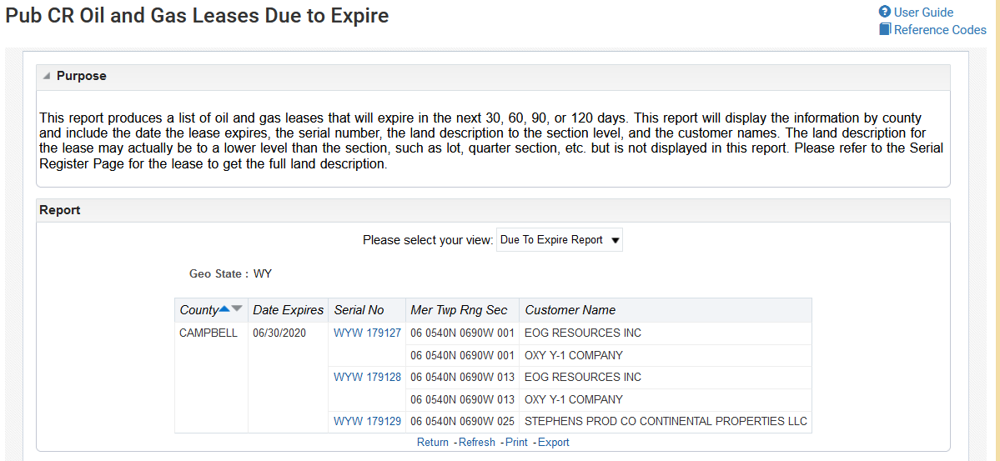 Pub CR Oil and Gas Leases Due to Expire
User Guide
Reference Codes
Purpose
This report produces a list of oil and gas leases that will expire in the next 30, 60, 90, or 120 days. This report will display the information by county
and include the date the lease expires, the serial number, the land description to the section level, and the customer names. The land description for
the lease may actually be to a lower level than the section, such as lot, quarter section, etc. but is not displayed in this report. Please refer to the Serial
Register Page for the lease to get the full land description.
Report
Please select your view: Due To Expire Report
Geo State : WY
County Date Expires Serial No Mer Twp Rng Sec Customer Name
CAMPBELL 06/30/2020 WYW 179127 06 0540N 0690W 001 EOG RESOURCES INC
06 0540N 0690W 001 OXY Y-1 COMPANY
WYW 179128 06 0540N 0690W 013 EOG RESOURCES INC
06 0540N 0690W 013 OXY Y-1 COMPANY
WYW 179129 06 0540N 0690W 025 STEPHENS PROD CO CONTINENTAL PROPERTIES LLC
Return - Refresh - Print - Export